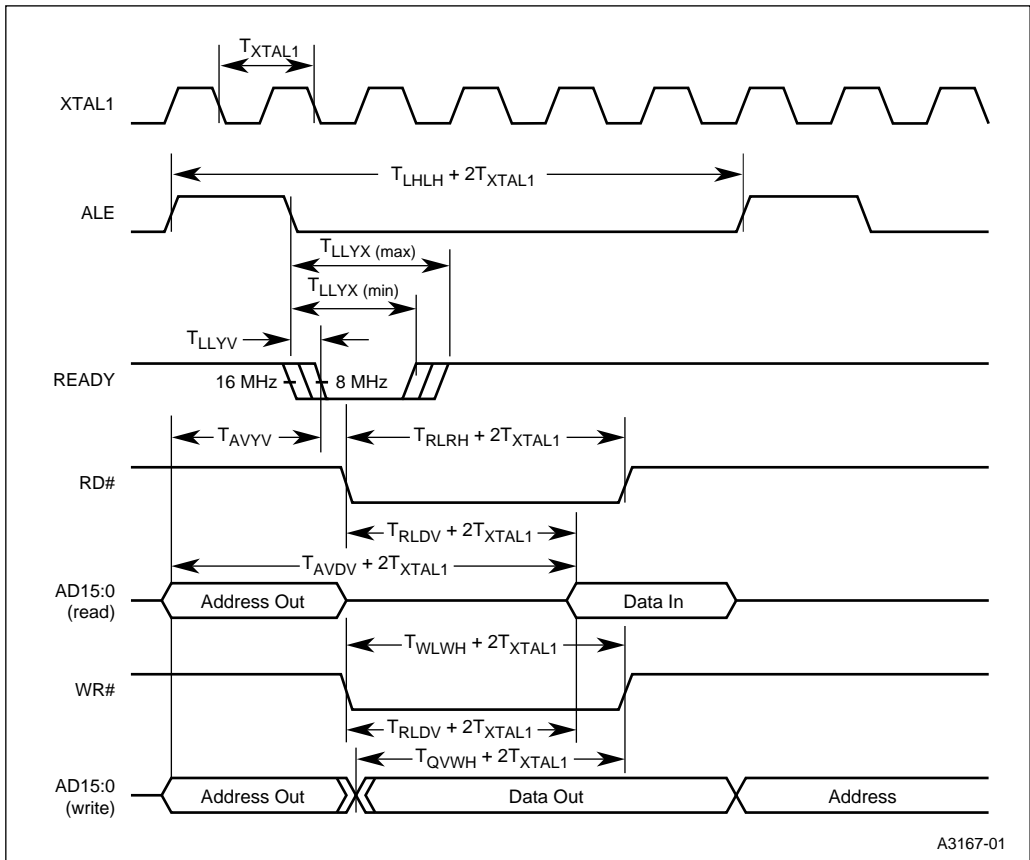 TXTAL1
XTAL1
TLHLH + 2TXTAL1
ALE
TLLYX (max)
TLLYX (min)
TLLYV
READY
16 MHz
8 MHz
TAVYV
TRLRH + 2TXTAL1
RD#
TRLDV + 2TXTAL1
TAVDV + 2TXTAL1
AD15:0
(read)
Address Out
Data In
TWLWH + 2TXTAL1
WR#
TRLDV + 2TXTAL1
TQVWH + 2TXTAL1
AD15:0
(write)
Address Out
Data Out
Address
A3167-01